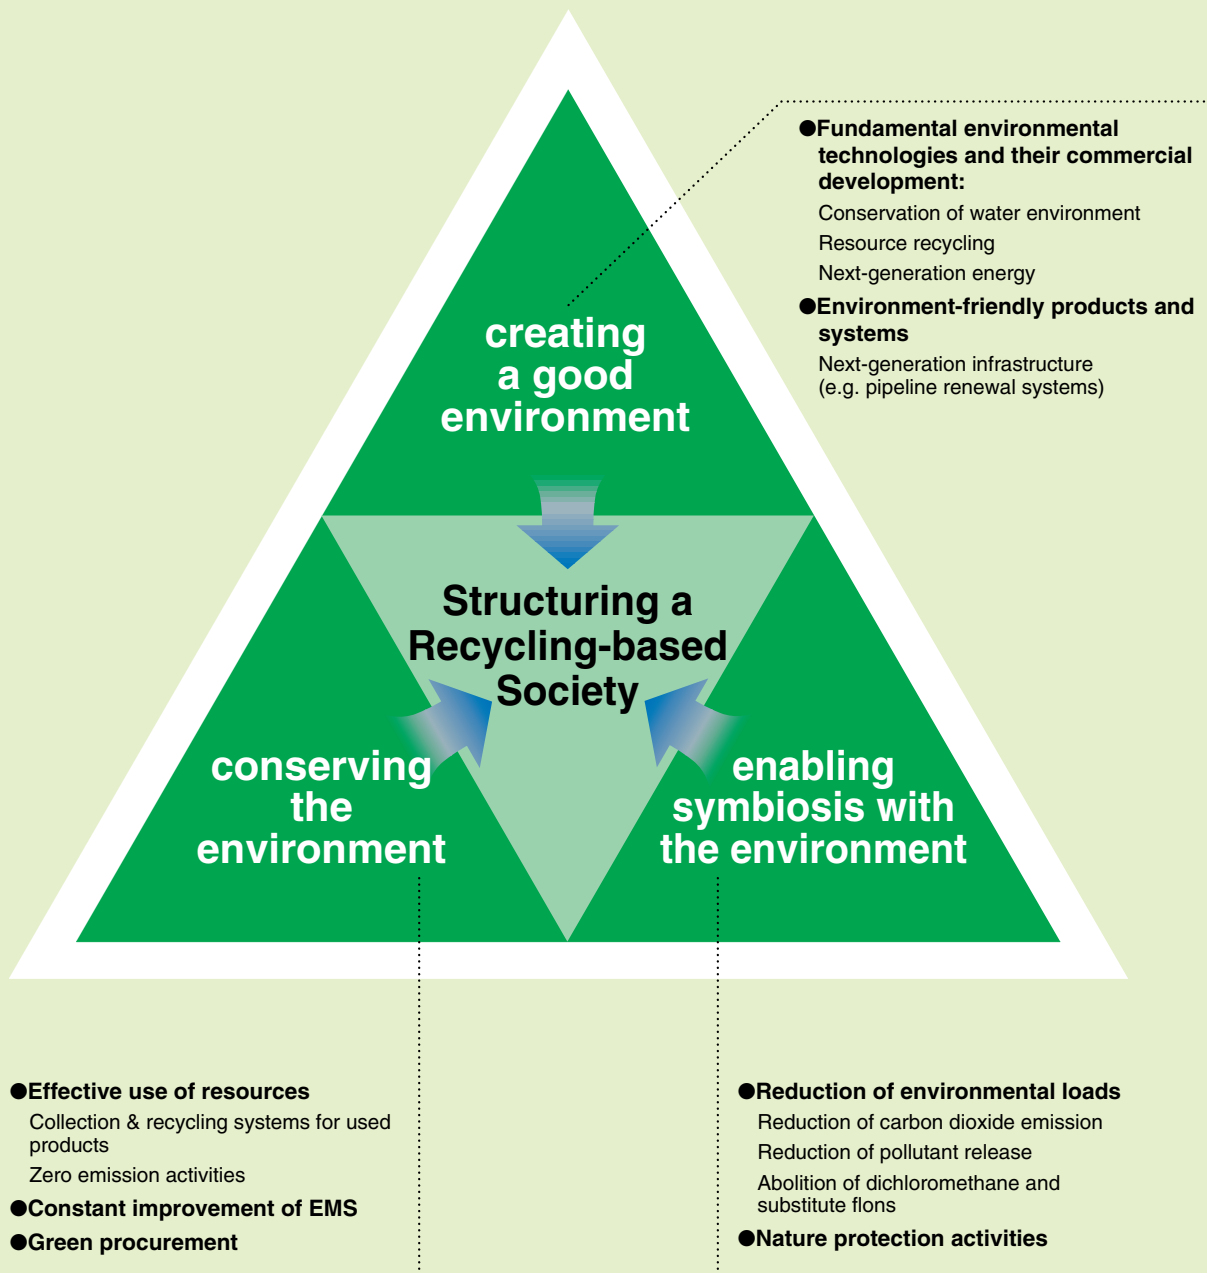 ●Fundamental environmental
technologies and their commercial
development:
Conservation of water environment
Resource recycling
Next-generation energy
●Environment-friendly products and
systems
Next-generation infrastructure
(e.g. pipeline renewal systems)
creating
a good
environment
Structuring a
Recycling-based
Society
conserving
the
environment
enabling
symbiosis with
the environment
●Effective use of resources
Collection & recycling systems for used
products
Zero emission activities
●Constant improvement of EMS
●Green procurement
●Reduction of environmental loads
Reduction of carbon dioxide emission
Reduction of pollutant release
Abolition of dichloromethane and
substitute flons
●Nature protection activities